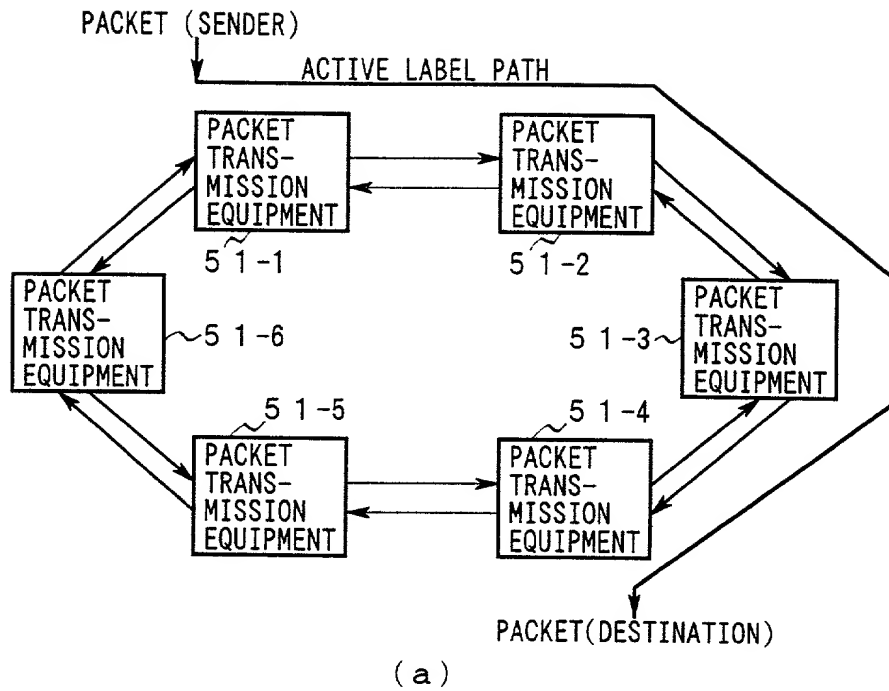 PACKET (SENDER)
ACTIVE LABEL PATH
PACKET
TRANS-
MISSION
EQUIPMENT
51-1
PACKET
TRANS-
MISSION
EQUIPMENT
51-2
PACKET
TRANS-
MISSION
EQUIPMENT
51-6
PACKET
TRANS-
MISSION
EQUIPMENT
51-3
51-5
PACKET
TRANS-
MISSION
EQUIPMENT
51-4
PACKET
TRANS-
MISSION
EQUIPMENT
PACKET(DESTINATION)
(a)